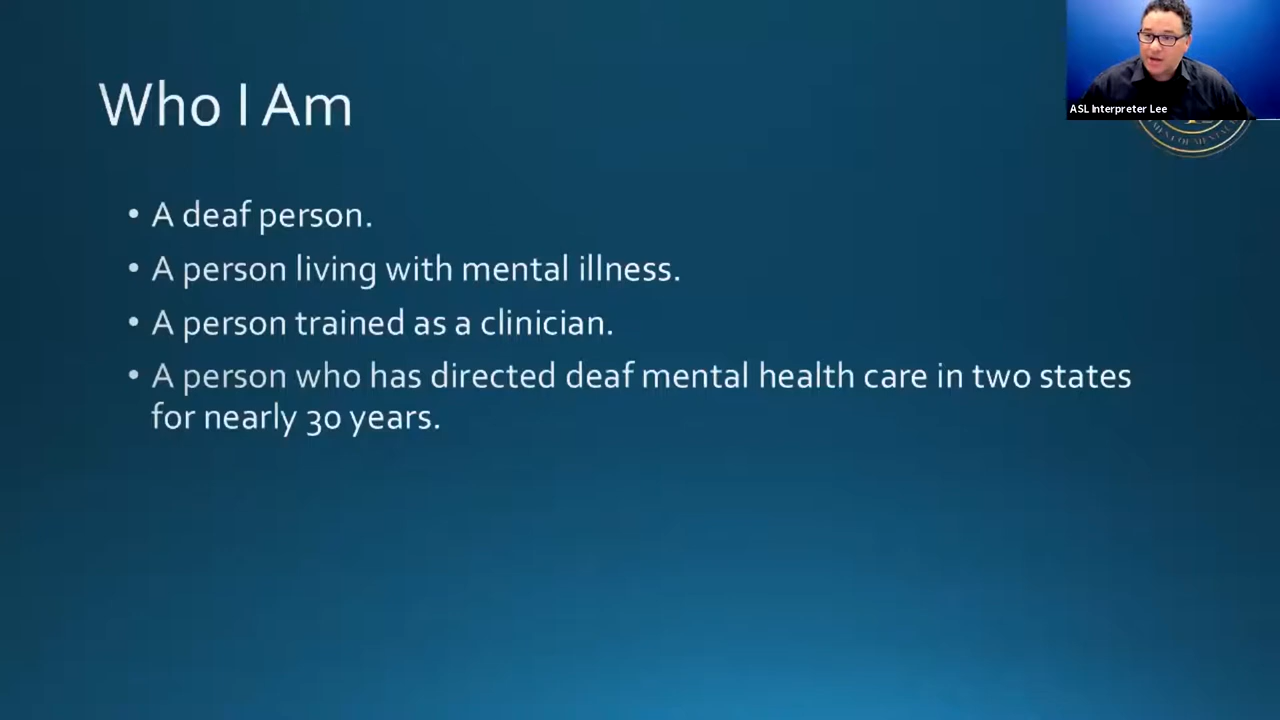 Who I Am
ASL Interpreter Lee
• A deaf person.
• A person living with mental illness.
• A person trained as a clinician.
• A person who has directed deaf mental health care in two states
for nearly 30 years.